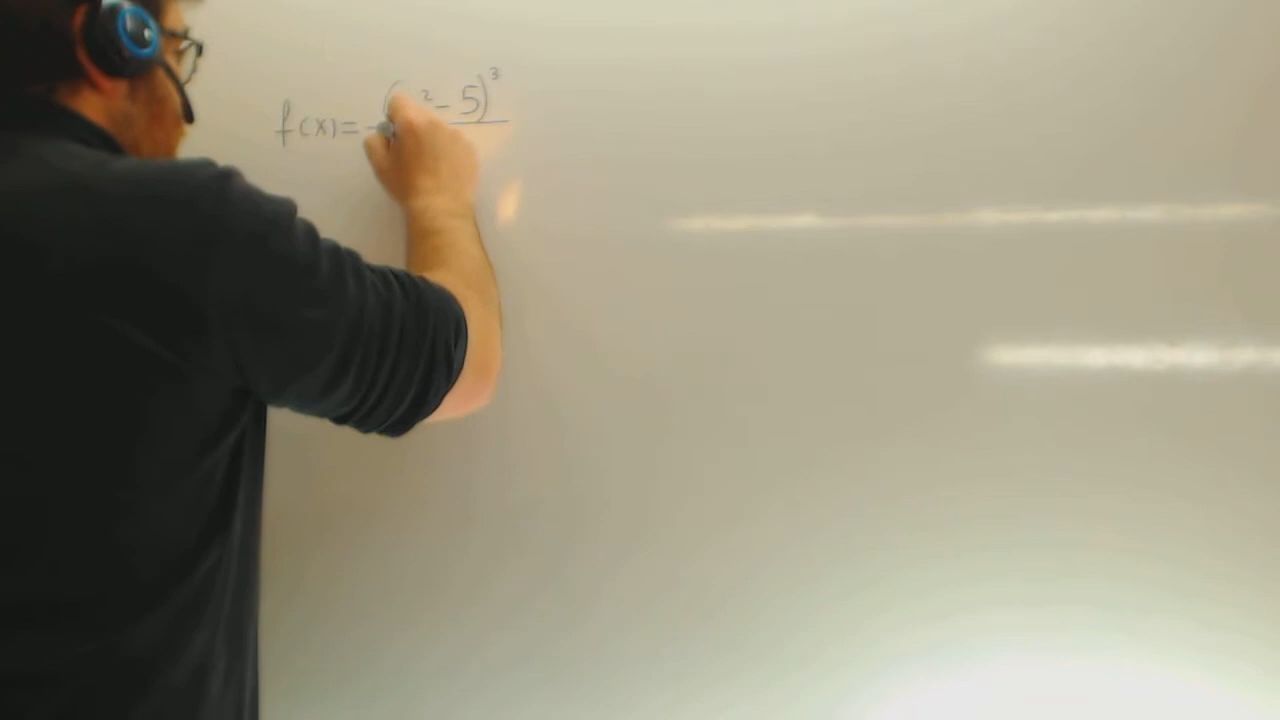 f(x) = ( ² - 5)³